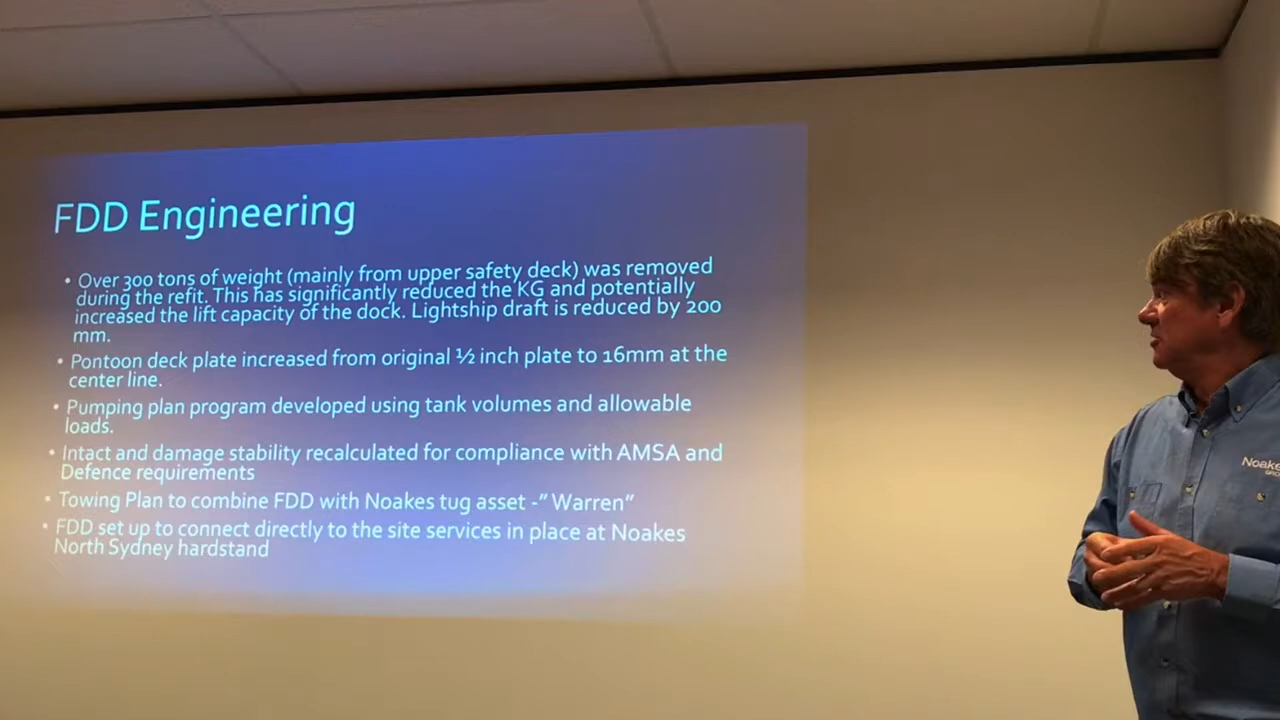 FDD Engineering
• Over 300 tons of weight (mainly from upper safety deck) was removed
during the refit. This has significantly reduced the KG and potentially
increased the lift capacity of the dock. Lightship draft is reduced by 200
mm.
• Pontoon deck plate increased from original ½ inch plate to 16mm at the
center line.
• Pumping plan program developed using tank volumes and allowable
loads.
• Intact and damage stability recalculated for compliance with AMSA and
Defence requirements
• Towing Plan to combine FDD with Noakes tug asset -" Warren"
• FDD set up to connect directly to the site services in place at Noakes
North Sydney hardstand
Noakes